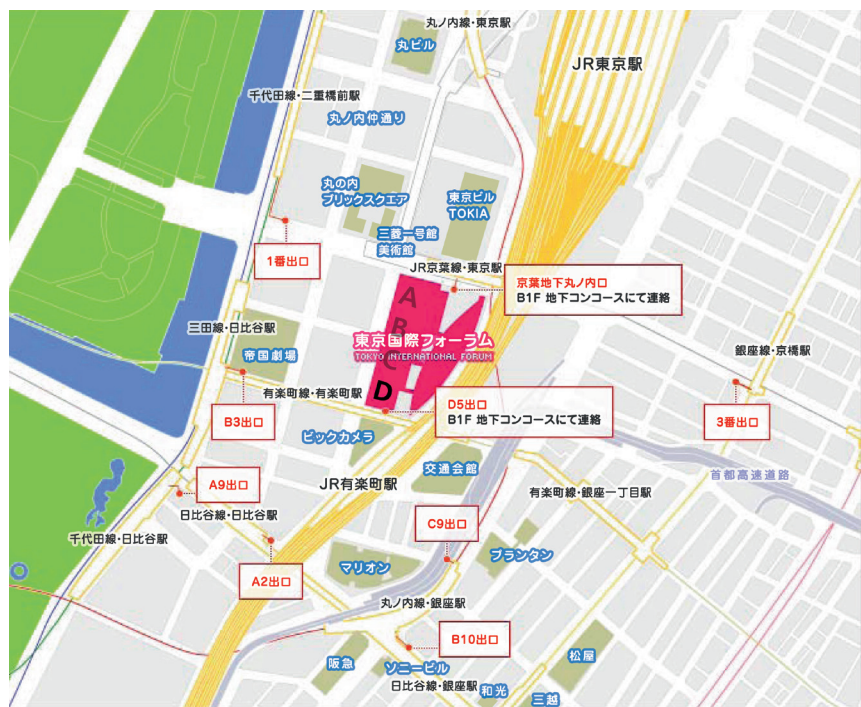 丸ノ内線・東京駅
丸ビル
JR東京駅
千代田線・二重橋前駅
丸ノ内仲通り
丸の内
ブリックスクエア
東京ビル
TOKIA
三菱一号館
美術館
1番出口
JR京葉線・東京駅
京葉地下丸ノ内口
B1F 地下コンコースにて連絡
A
B
C
D
東京国際フォーラム
TOKYO INTERNATIONAL FORUM
三田線・日比谷駅
帝国劇場
銀座線・京橋駅
有楽町線・有楽町駅
D5出口
B1F 地下コンコースにて連絡
B3出口
3番出口
ビックカメラ
交通会館
首都高速道路
JR有楽町駅
A9出口
有楽町線・銀座一丁目駅
日比谷線・日比谷駅
C9出口
千代田線・日比谷駅
プランタン
マリオン
A2出口
丸ノ内線・銀座駅
B10出口
阪急
ソニービル
松屋
日比谷線・銀座駅
和光
三越